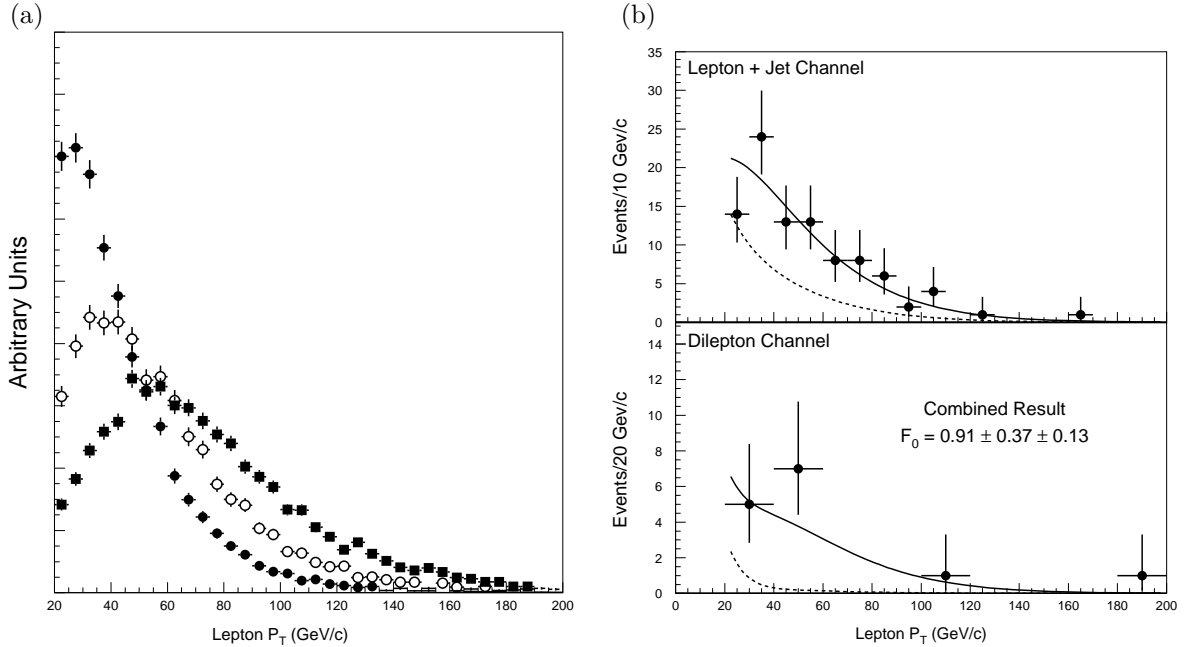 (a)
Arbitrary Units
20 40 60 80 100 120 140 160 180 200
Lepton P_T (GeV/c)
(b)
Lepton + Jet Channel
Events/10 Gev/c
35
30
25
20
15
10
5
0
Dilepton Channel
Combined Result
F_0 = 0.91 ± 0.37 ± 0.13
Events/20 Gev/c
14
12
10
8
6
4
2
0
0 20 40 60 80 100 120 140 160 180 200
Lepton P_T (GeV/c)